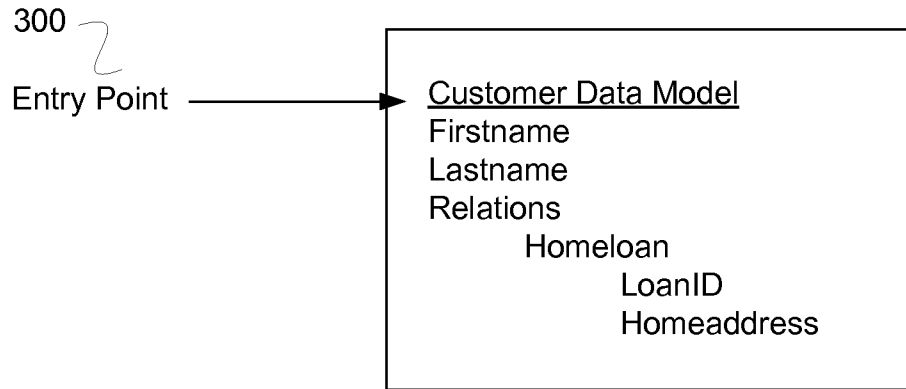 300
Entry Point
Customer Data Model
Firstname
Lastname
Relations
Homeloan
LoanID
Homeaddress